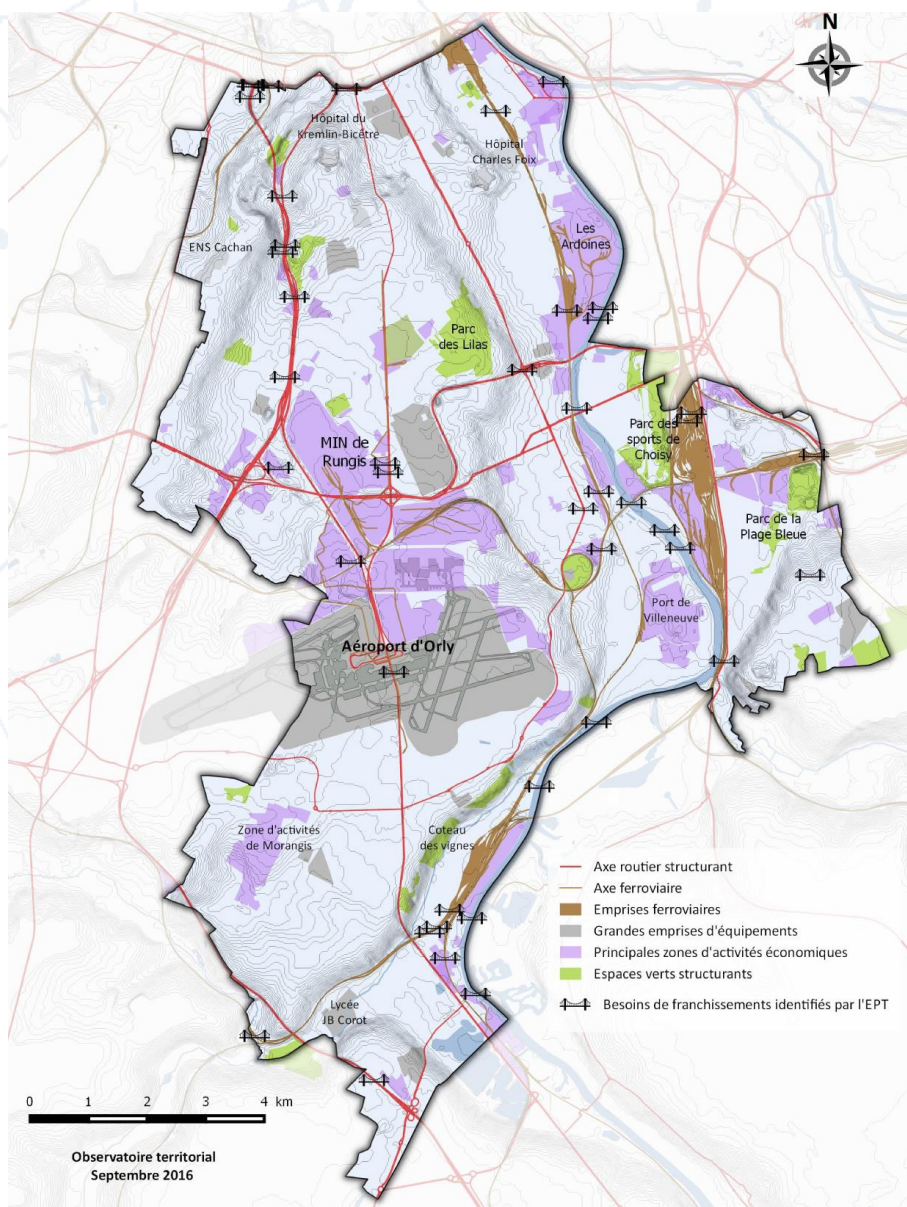 N
Hôpital du
Kremlin-Bicêtre
Hôpital
Charles Foix
ENS Cachan
Les
Ardoines
Parc
des Lilas
MIN de
Rungis
Parc des
sports de
Choisy
Parc de la
Plage Bleue
Port de
Villeneuve
Aéroport d'Orly
Zone d'activités
de Morangis
Coteau
des vignes
Lycée
JB Corot
Axe routier structurant
Axe ferroviaire
Emprises ferroviaires
Grandes emprises d'équipements
Principales zones d'activités économiques
Espaces verts structurants
Besoins de franchissements identifiés par l'EPT
0 1 2 3 4 km
Observatoire territorial
Septembre 2016